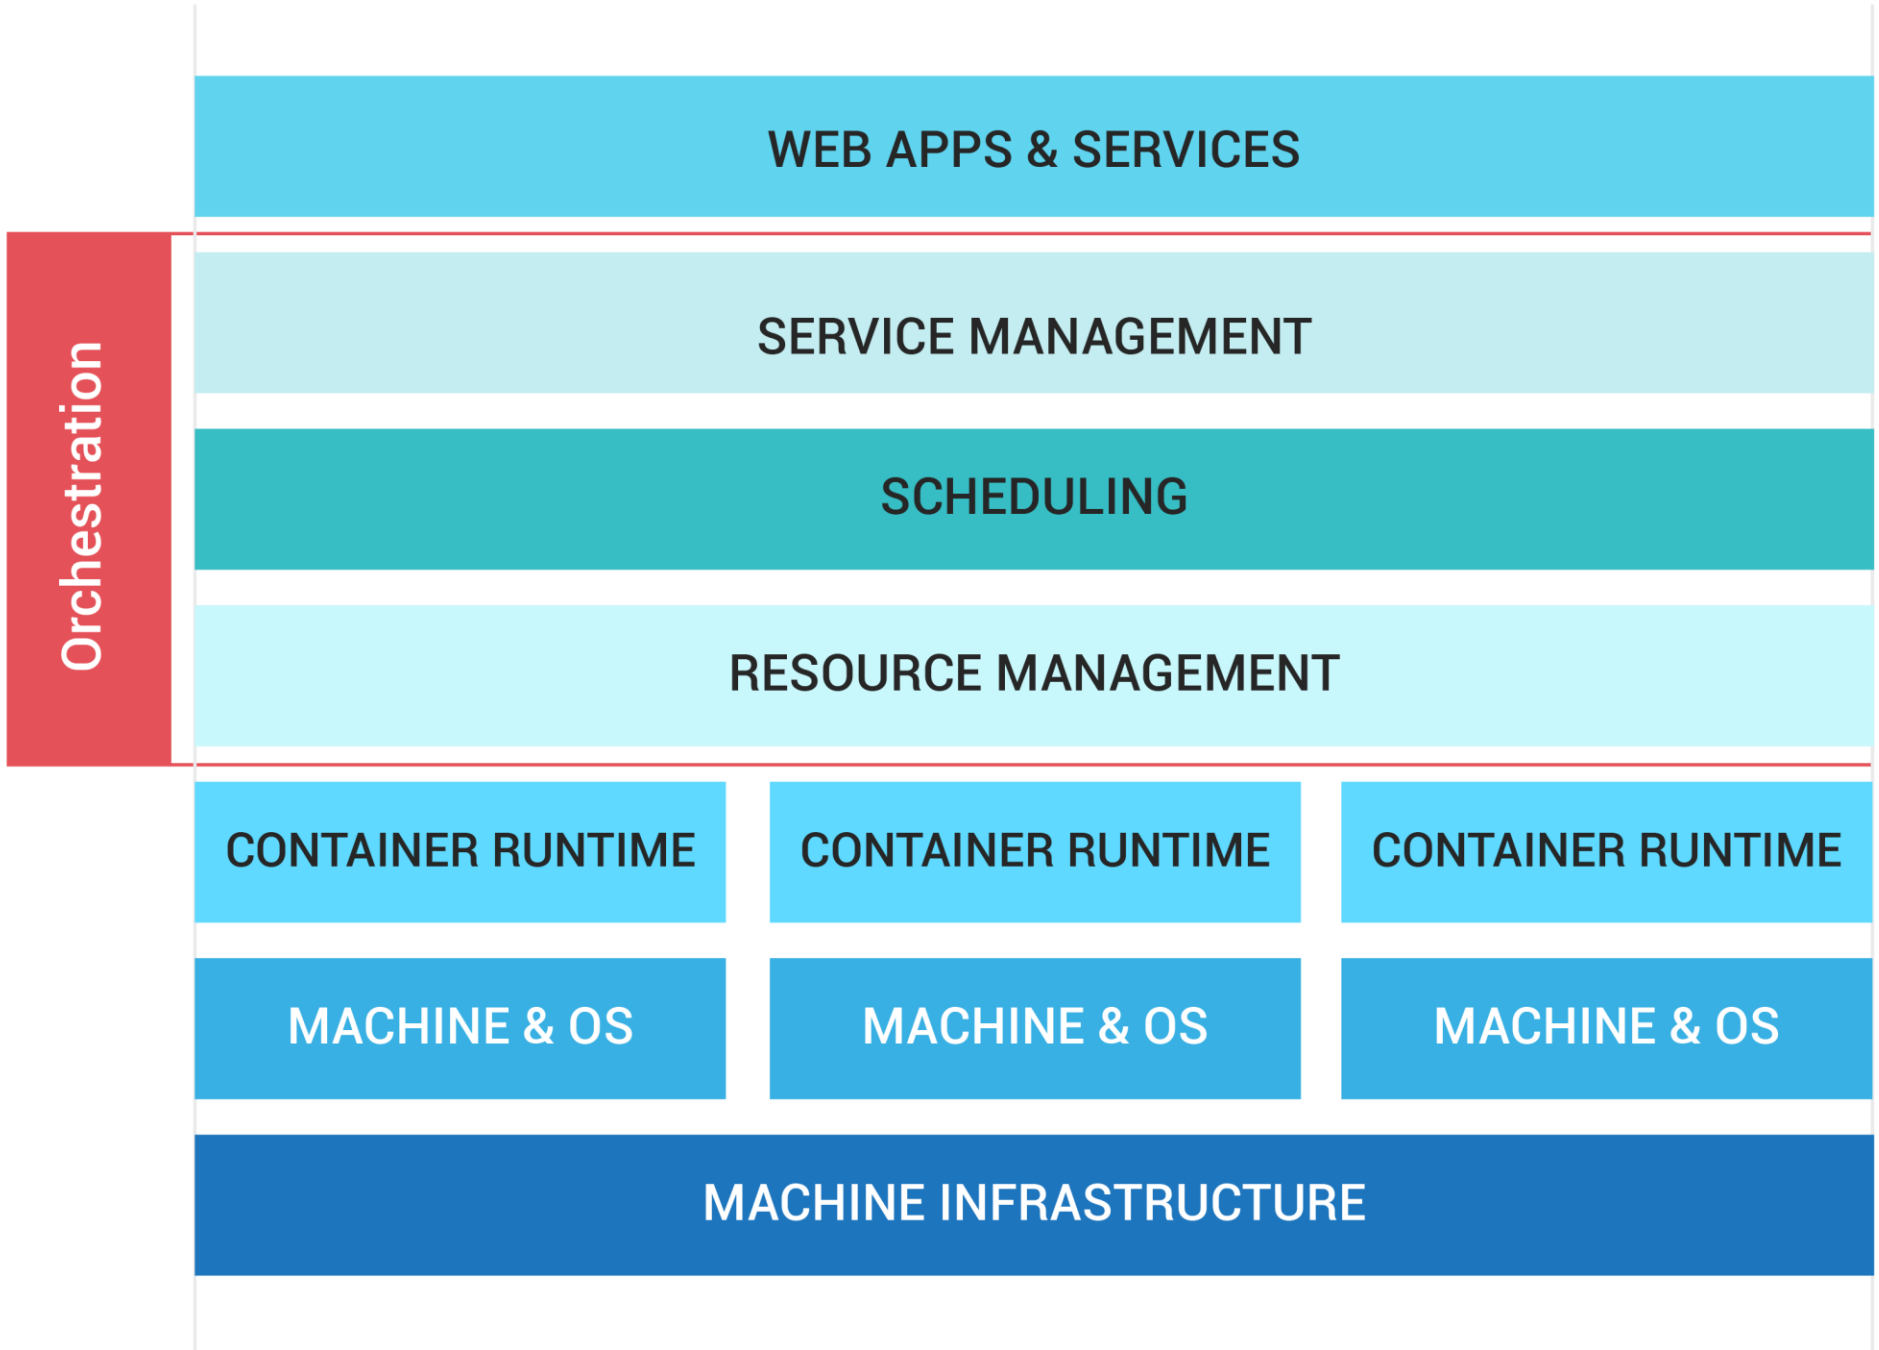 WEB APPS & SERVICES
Orchestration
SERVICE MANAGEMENT
SCHEDULING
RESOURCE MANAGEMENT
CONTAINER RUNTIME
CONTAINER RUNTIME
CONTAINER RUNTIME
MACHINE & OS
MACHINE & OS
MACHINE & OS
MACHINE INFRASTRUCTURE